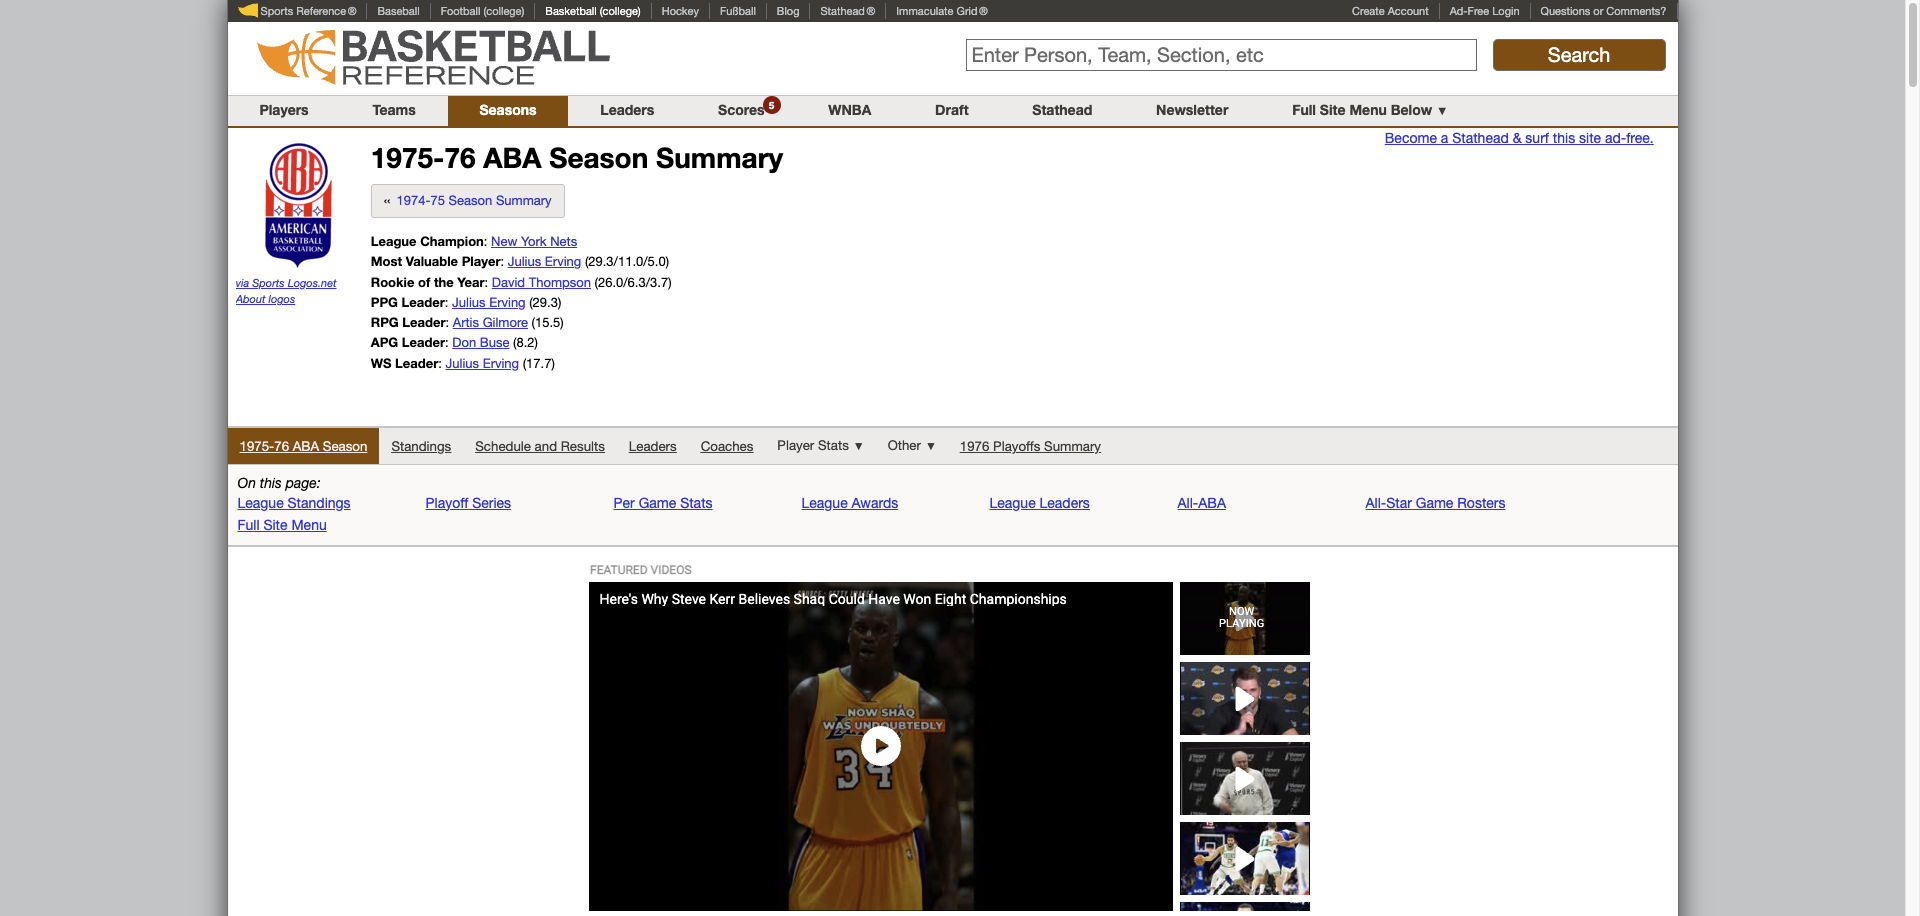 Sports Reference® Baseball Football (college) Basketball (college) Hockey Fußball Blog Stathead® Immaculate Grid® Create Account Ad-Free Login Questions or Comments?
BASKETBALL
REFERENCE
Enter Person, Team, Section, etc Search
Players Teams Seasons Leaders Scores 5 WNBA Draft Stathead Newsletter Full Site Menu Below ▼
Become a Stathead & surf this site ad-free.
ABA
AMERICAN
BASKETBALL
ASSOCIATION
via Sports Logos.net
About logos
1975-76 ABA Season Summary
« 1974-75 Season Summary
League Champion: New York Nets
Most Valuable Player: Julius Erving (29.3/11.0/5.0)
Rookie of the Year: David Thompson (26.0/6.3/3.7)
PPG Leader: Julius Erving (29.3)
RPG Leader: Artis Gilmore (15.5)
APG Leader: Don Buse (8.2)
WS Leader: Julius Erving (17.7)
1975-76 ABA Season Standings Schedule and Results Leaders Coaches Player Stats ▼ Other ▼ 1976 Playoffs Summary
On this page:
League Standings Playoff Series Per Game Stats League Awards League Leaders All-ABA All-Star Game Rosters
Full Site Menu
FEATURED VIDEOS
Here's Why Steve Kerr Believes Shaq Could Have Won Eight Championships
NOW SHAQ
WAS UNDOUBTEDLY
34
NOW
PLAYING
SPURS